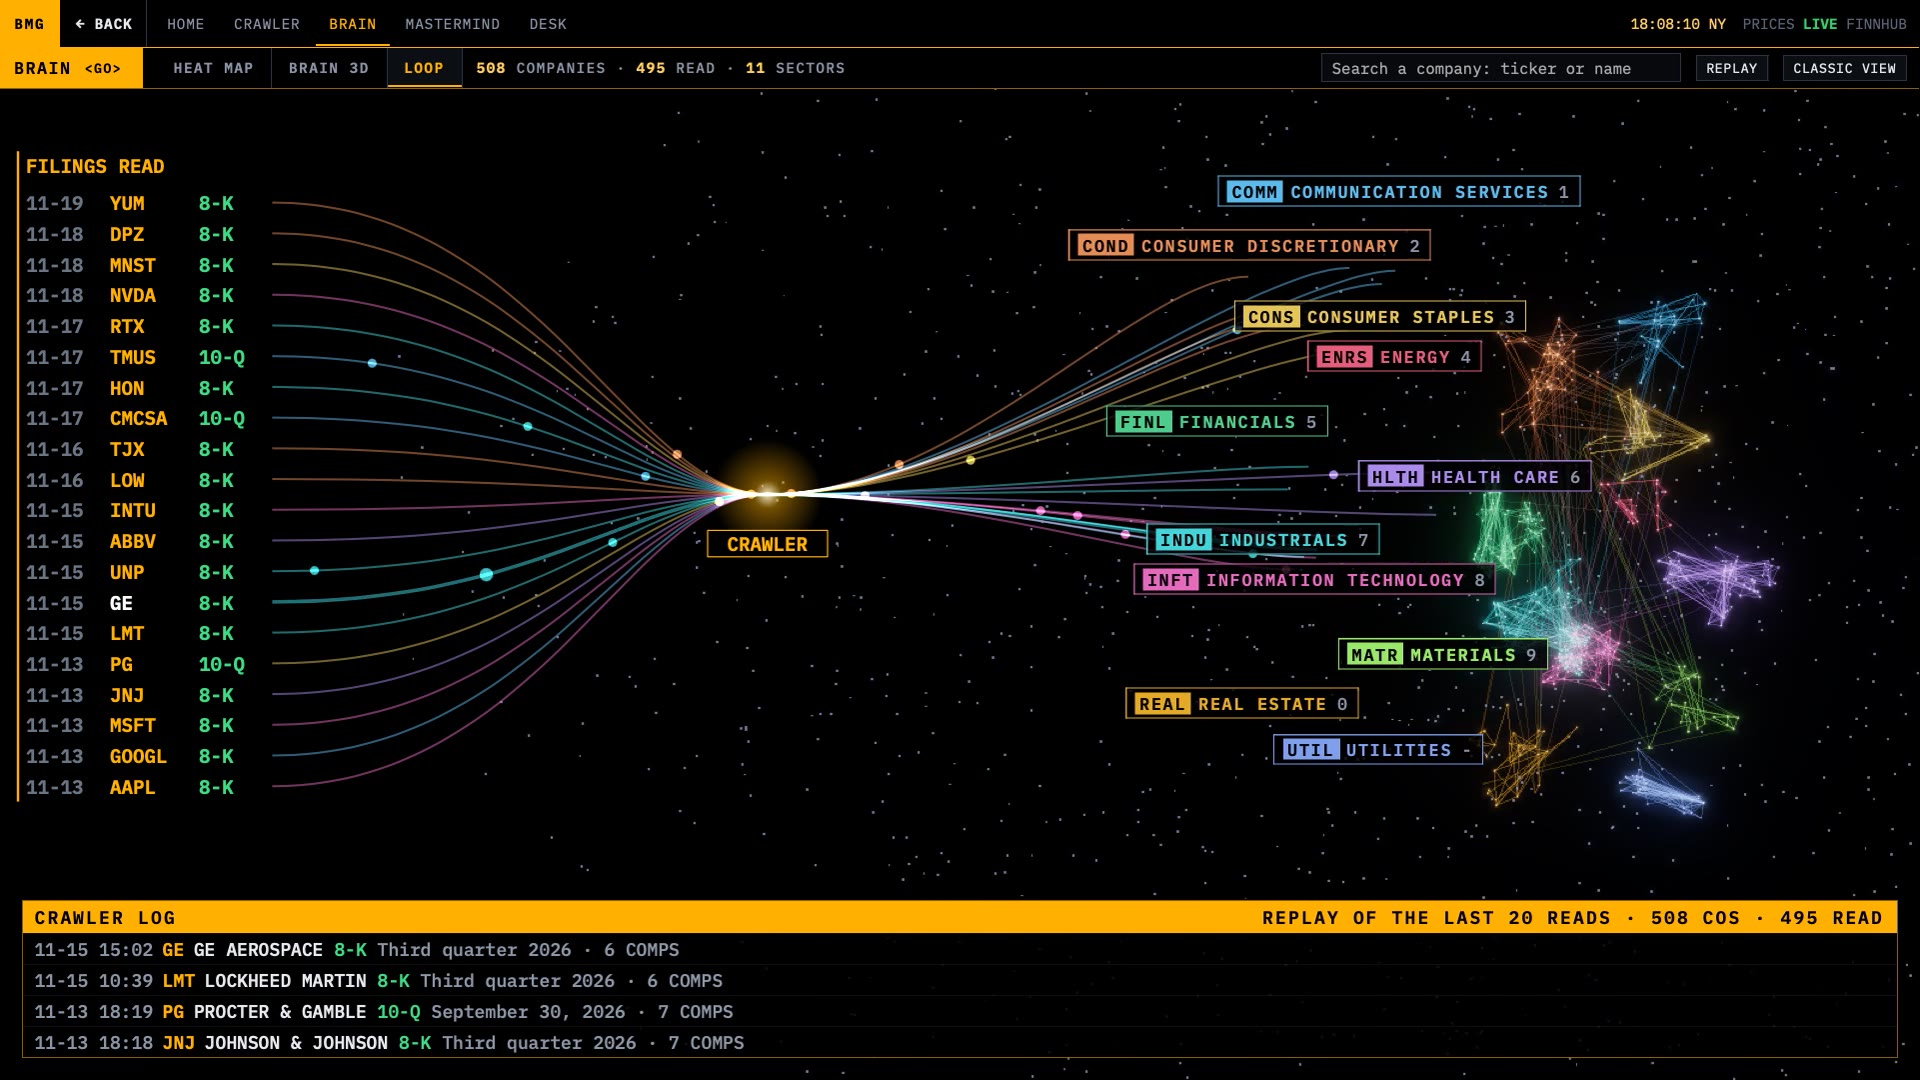 BMG ← BACK HOME CRAWLER BRAIN MASTERMIND DESK 18:08:10 NY PRICES LIVE FINNHUB
BRAIN <GO> HEAT MAP BRAIN 3D LOOP 508 COMPANIES · 495 READ · 11 SECTORS Search a company: ticker or name REPLAY CLASSIC VIEW
FILINGS READ
11-19 YUM 8-K
11-18 DPZ 8-K
11-18 MNST 8-K
11-18 NVDA 8-K
11-17 RTX 8-K
11-17 TMUS 10-Q
11-17 HON 8-K
11-17 CMCSA 10-Q
11-16 TJX 8-K
11-16 LOW 8-K
11-15 INTU 8-K
11-15 ABBV 8-K
11-15 UNP 8-K
11-15 GE 8-K
11-15 LMT 8-K
11-13 PG 10-Q
11-13 JNJ 8-K
11-13 MSFT 8-K
11-13 GOOGL 8-K
11-13 AAPL 8-K
CRAWLER
COMM COMMUNICATION SERVICES 1
COND CONSUMER DISCRETIONARY 2
CONS CONSUMER STAPLES 3
ENRS ENERGY 4
FINL FINANCIALS 5
HLTH HEALTH CARE 6
INDU INDUSTRIALS 7
INFT INFORMATION TECHNOLOGY 8
MATR MATERIALS 9
REAL REAL ESTATE 0
UTIL UTILITIES -
CRAWLER LOG REPLAY OF THE LAST 20 READS · 508 COS · 495 READ
11-15 15:02 GE GE AEROSPACE 8-K Third quarter 2026 · 6 COMPS
11-15 10:39 LMT LOCKHEED MARTIN 8-K Third quarter 2026 · 6 COMPS
11-13 18:19 PG PROCTER & GAMBLE 10-Q September 30, 2026 · 7 COMPS
11-13 18:18 JNJ JOHNSON & JOHNSON 8-K Third quarter 2026 · 7 COMPS